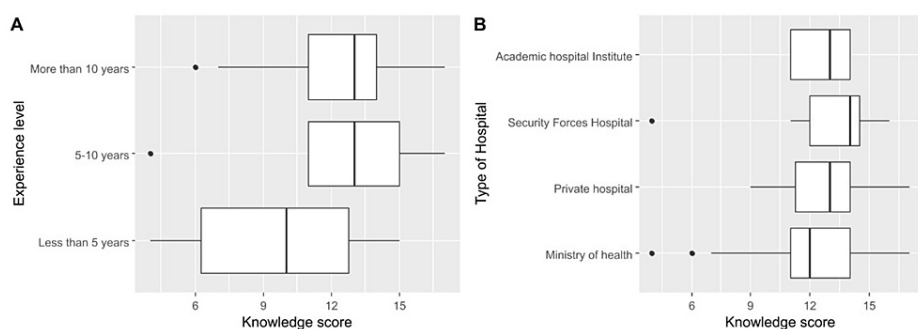 A
Experience level
More than 10 years
5-10 years
Less than 5 years
6 9 12 15
Knowledge score
B
Type of Hospital
Academic hospital Institute
Security Forces Hospital
Private hospital
Ministry of health
6 9 12 15
Knowledge score